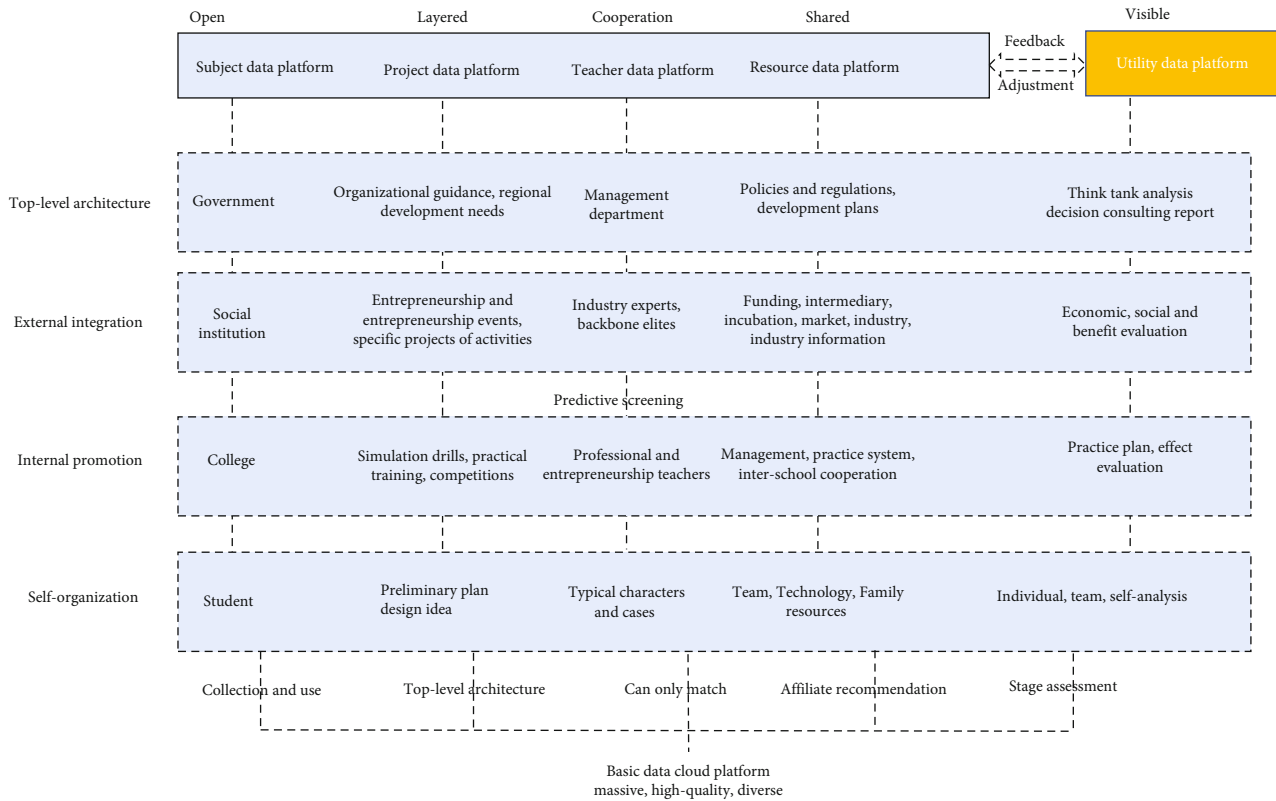 Open
Layered
Cooperation
Shared
Visible
Subject data platform
Project data platform
Teacher data platform
Resource data platform
Feedback
Adjustment
Utility data platform
Top-level architecture
Government
Organizational guidance, regional
development needs
Management
department
Policies and regulations,
development plans
Think tank analysis
decision consulting report
External integration
Social
institution
Entrepreneurship and
entrepreneurship events,
specific projects of activities
Industry experts,
backbone elites
Funding, intermediary,
incubation, market, industry,
industry information
Economic, social and
benefit evaluation
Predictive screening
Internal promotion
College
Simulation drills, practical
training, competitions
Professional and
entrepreneurship teachers
Management, practice system,
inter-school cooperation
Practice plan, effect
evaluation
Self-organization
Student
Preliminary plan
design idea
Typical characters
and cases
Team, Technology, Family
resources
Individual, team, self-analysis
Collection and use
Top-level architecture
Can only match
Affiliate recommendation
Stage assessment
Basic data cloud platform
massive, high-quality, diverse